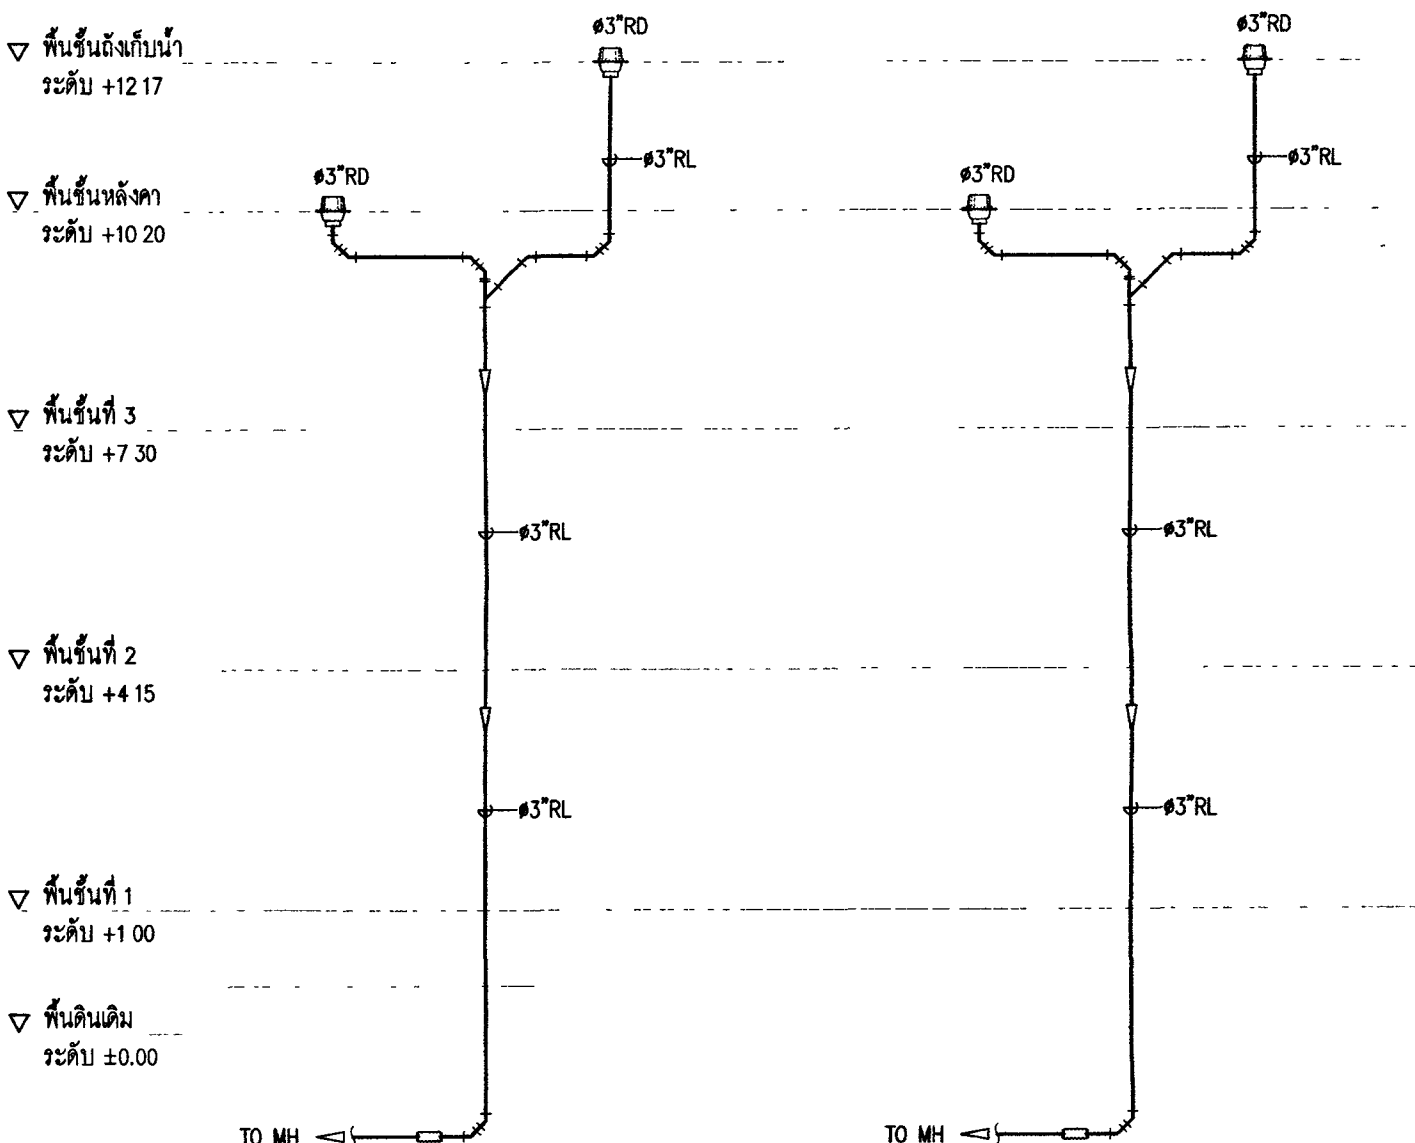 ø3"RD
ø3"RD
▽ พื้นชั้นถังเก็บน้ำ
ระดับ +12 17
ø3"RL
ø3"RL
ø3"RD
ø3"RD
▽ พื้นชั้นหลังคา
ระดับ +10 20
▽ พื้นชั้นที่ 3
ระดับ +7 30
ø3"RL
ø3"RL
▽ พื้นชั้นที่ 2
ระดับ +4 15
ø3"RL
ø3"RL
▽ พื้นชั้นที่ 1
ระดับ +1 00
▽ พื้นดินเดิม
ระดับ ±0.00
TO MH
TO MH